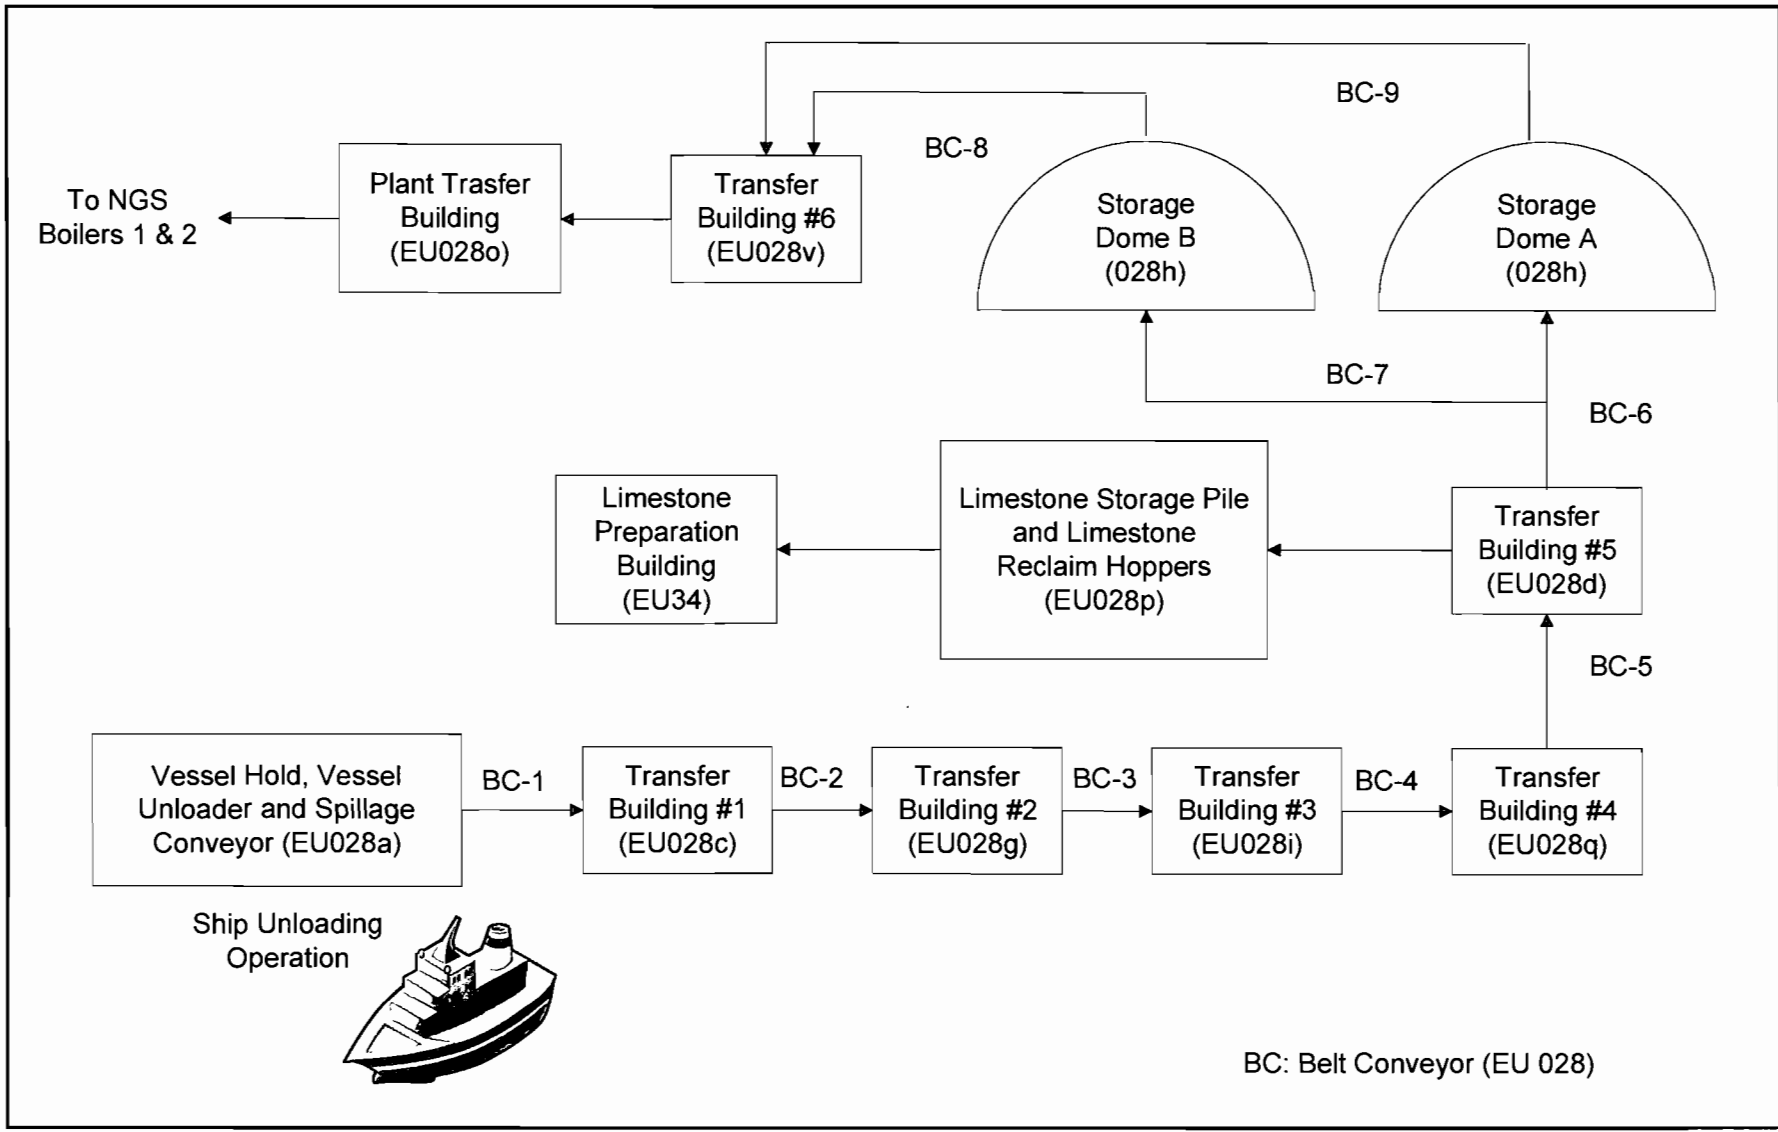 BC-9
BC-8
To NGS
Boilers 1 & 2
Plant Trasfer
Building
(EU028o)
Transfer
Building #6
(EU028v)
Storage
Dome B
(028h)
Storage
Dome A
(028h)
BC-7
BC-6
Limestone
Preparation
Building
(EU34)
Limestone Storage Pile
and Limestone
Reclaim Hoppers
(EU028p)
Transfer
Building #5
(EU028d)
BC-5
Vessel Hold, Vessel
Unloader and Spillage
Conveyor (EU028a)
BC-1
Transfer
Building #1
(EU028c)
BC-2
Transfer
Building #2
(EU028g)
BC-3
Transfer
Building #3
(EU028i)
BC-4
Transfer
Building #4
(EU028q)
Ship Unloading
Operation
BC: Belt Conveyor (EU 028)